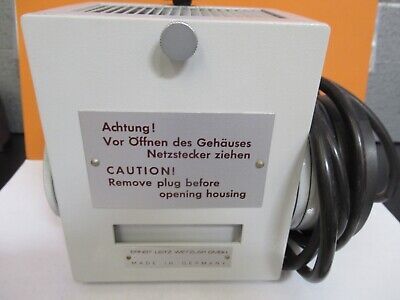 Achtung!
Vor Öffnen des Gehäuses
Netzstecker ziehen
CAUTION!
Remove plug before
opening housing
ERNST LEITZ WETZLAR GMBH
MADE IN GERMANY